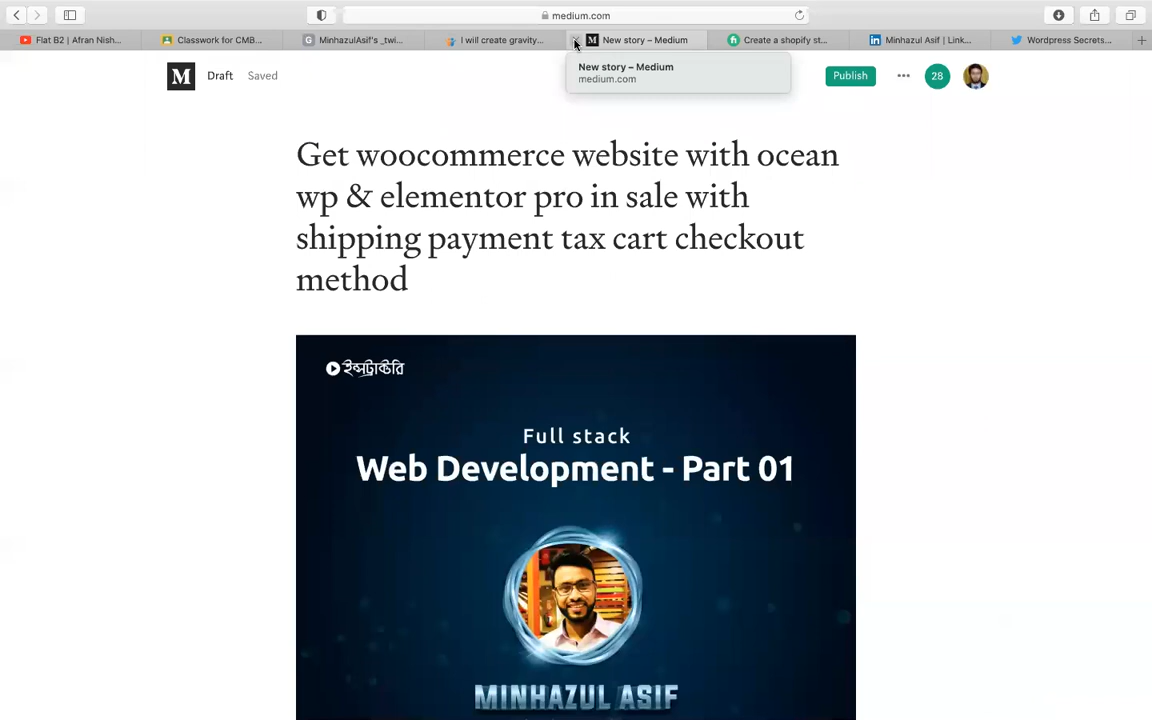 medium.com
Flat B2 | Afran Nish...
Classwork for CMB...
MinhazulAsif's _twi...
I will create gravity...
New story – Medium
Create a shopify st...
Minhazul Asif | Link...
Wordpress Secrets...
New story – Medium
medium.com
M
Draft
Saved
Publish
28
Get woocommerce website with ocean
wp & elementor pro in sale with
shipping payment tax cart checkout
method
ইন্সট্রাক্টরি
Full stack
Web Development - Part 01
MINHAZUL ASIF